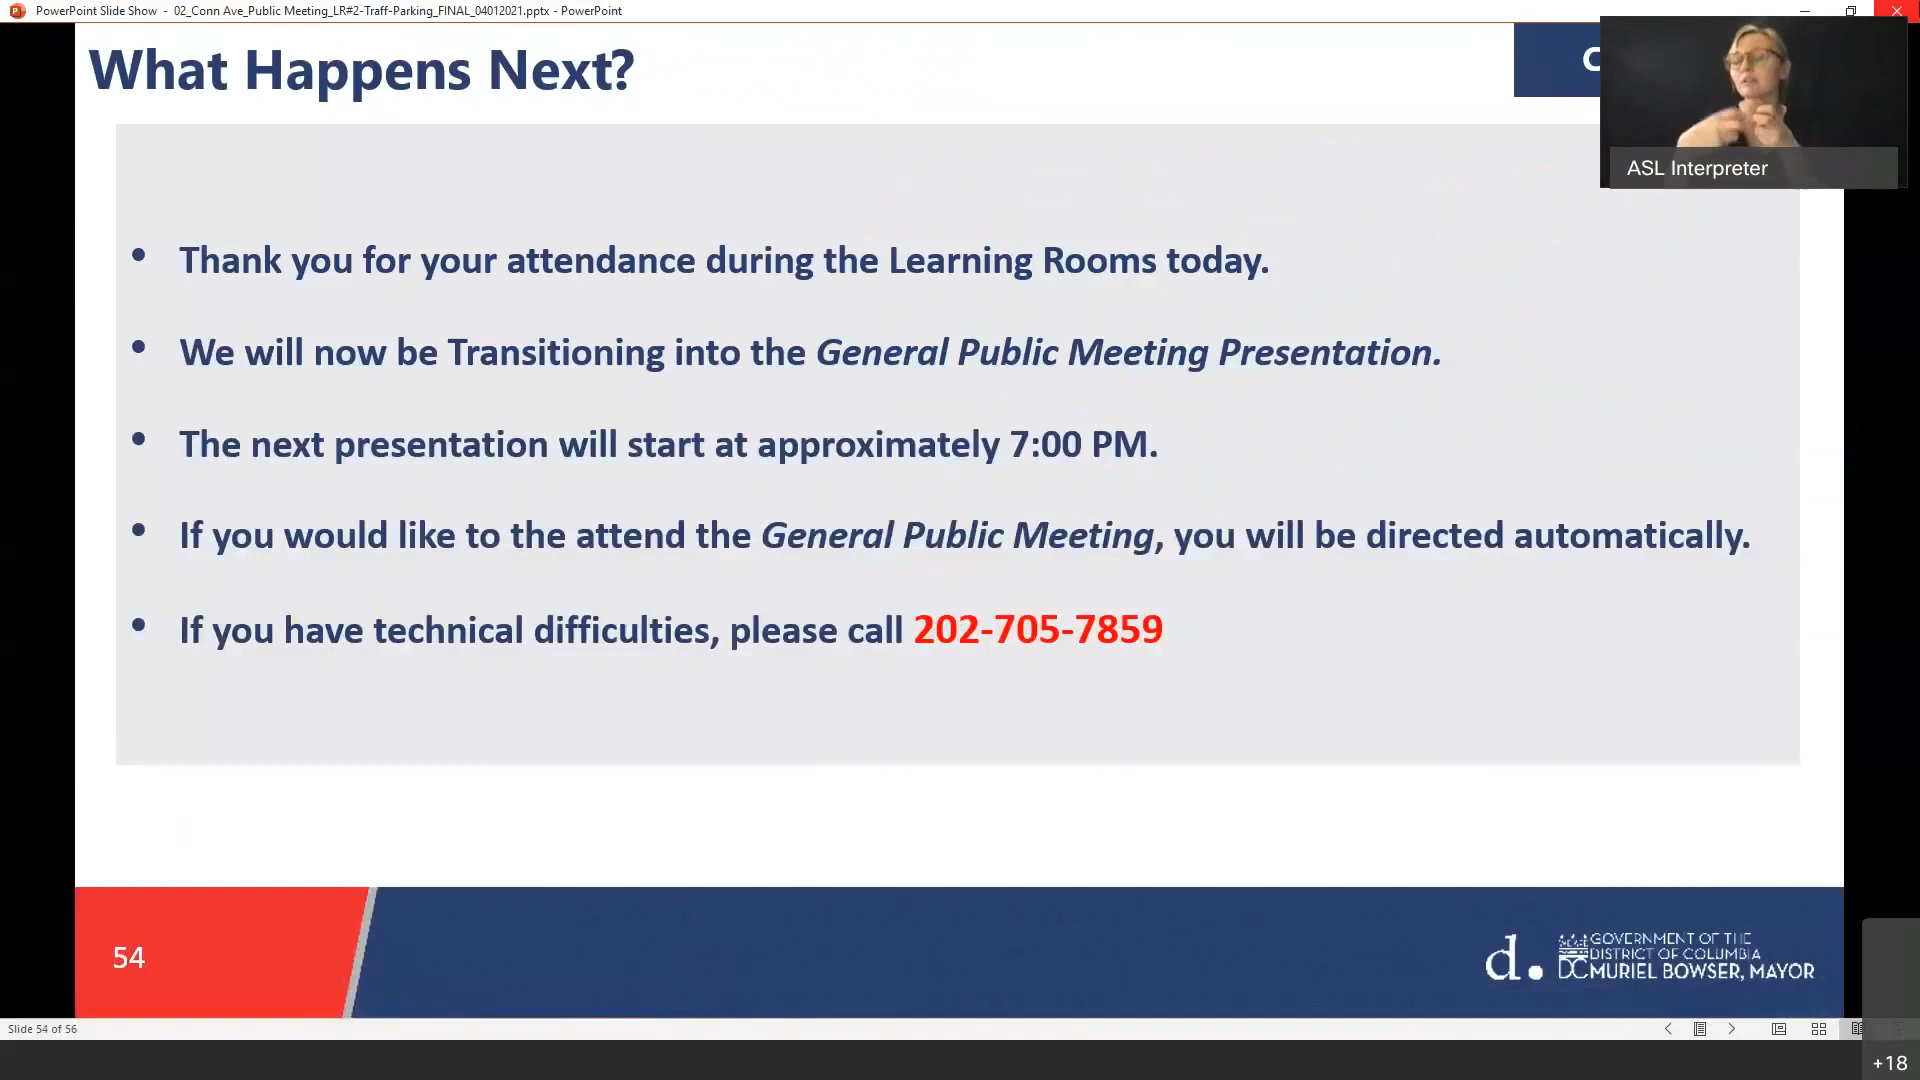 PowerPoint Slide Show - 02_Conn Ave_Public Meeting_LR#2-Traff-Parking_FINAL_04012021.pptx - PowerPoint
What Happens Next?
ASL Interpreter
• Thank you for your attendance during the Learning Rooms today.
• We will now be Transitioning into the General Public Meeting Presentation.
• The next presentation will start at approximately 7:00 PM.
• If you would like to the attend the General Public Meeting, you will be directed automatically.
• If you have technical difficulties, please call 202-705-7859
54
d.
GOVERNMENT OF THE
DISTRICT OF COLUMBIA
DC MURIEL BOWSER, MAYOR
Slide 54 of 56
+18